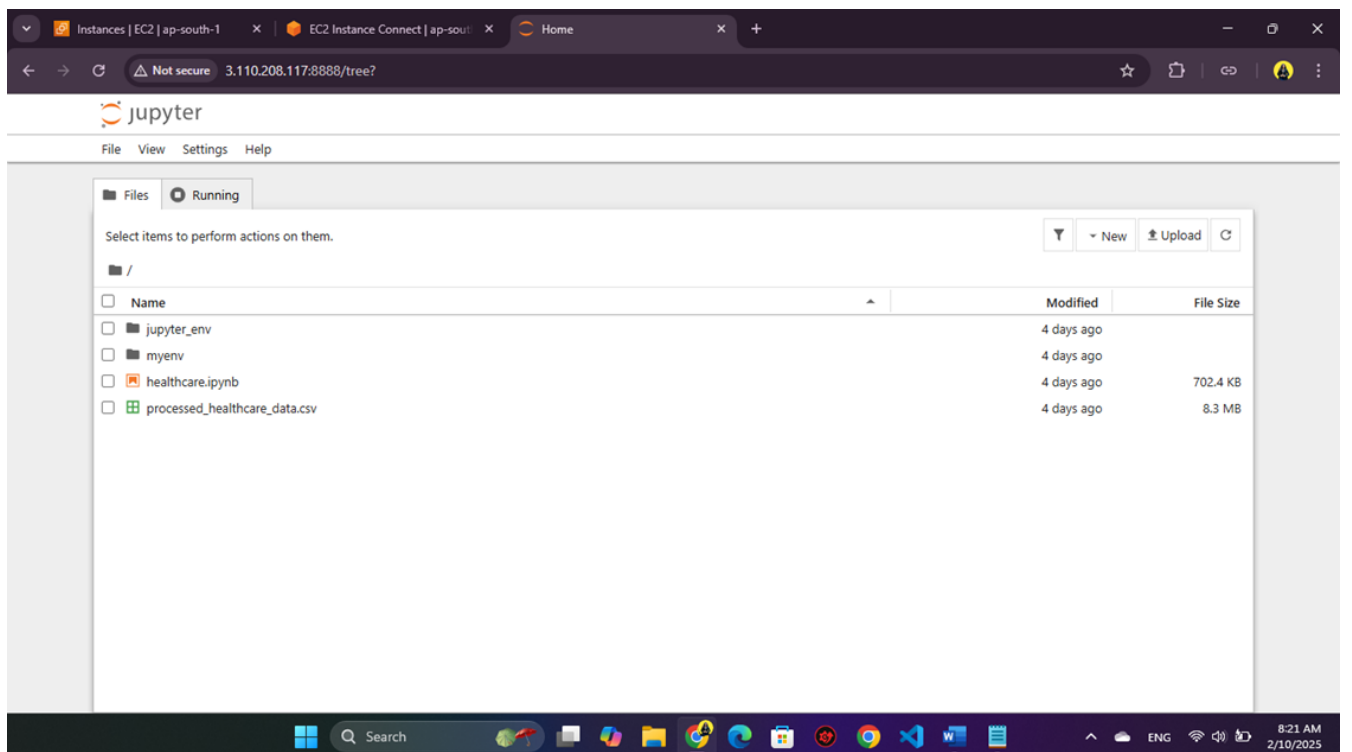 Instances | EC2 | ap-south-1 EC2 Instance Connect | ap-sout Home
Not secure 3.110.208.117:8888/tree?
jupyter
File View Settings Help
Files Running
Select items to perform actions on them. New Upload
/
Name Modified File Size
jupyter_env 4 days ago
myenv 4 days ago
healthcare.ipynb 4 days ago 702.4 KB
processed_healthcare_data.csv 4 days ago 8.3 MB
Search ENG 8:21 AM
2/10/2025